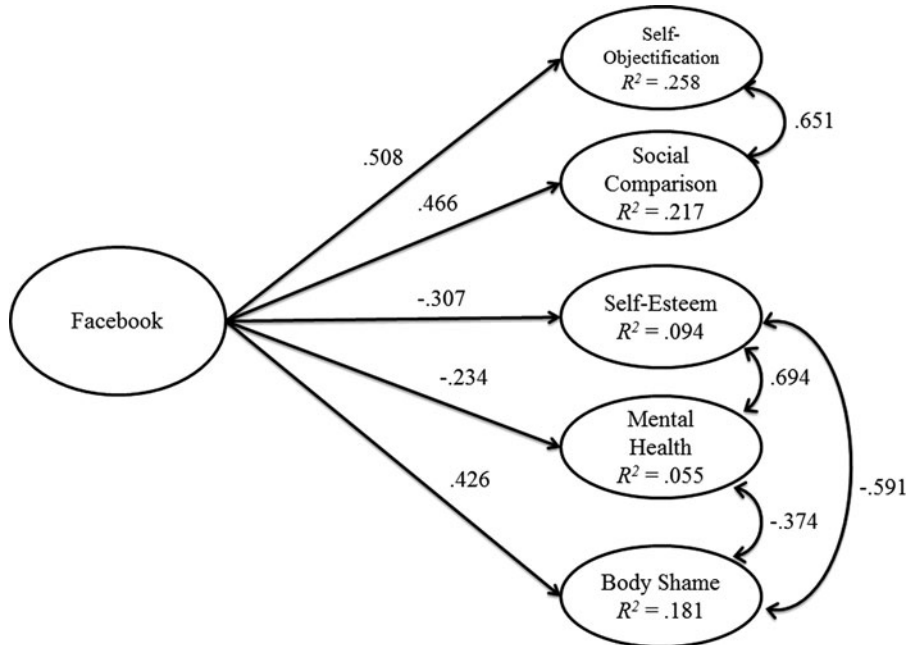 Self-
Objectification
R² = .258
.651
.508
Social
Comparison
R² = .217
.466
Facebook
-.307
Self-Esteem
R² = .094
.694
-.234
Mental
Health
R² = .055
-.591
.426
-.374
Body Shame
R² = .181